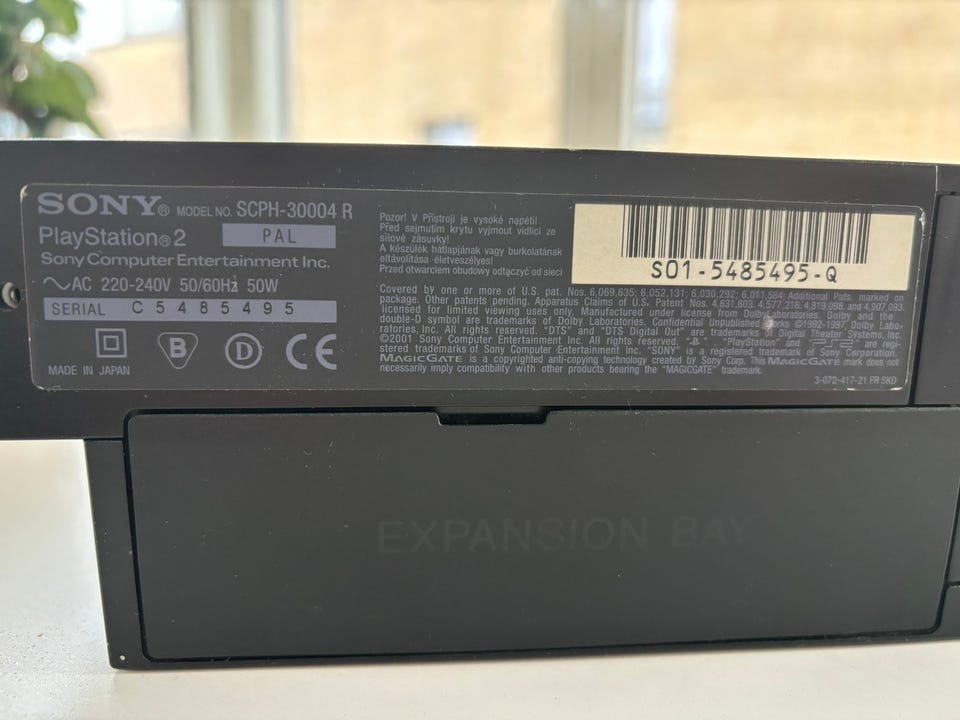 SONY® MODEL NO. SCPH-30004 R
PlayStation®2 PAL
Sony Computer Entertainment Inc.
~AC 220-240V 50/60Hz 50W
SERIAL C5485495
B D CE
MADE IN JAPAN
Pozor! V Přístroji je vysoké napětí!
Před sejmutím krytu vyjmout vidlici ze
síťové zásuvky!
A készülék hátlapjának vagy burkolatának
eltávolítása életveszélyes!
Przed otwarciem obudowy odtączyć od sieci
S01-5485495-Q
Covered by one or more of U.S. pat. Nos. 6,069,635; 6,052,131; 6,030,292; 6,011,584; Additional Pats. marked on
package. Other patents pending. Apparatus Claims of U.S. Patent Nos. 4,631,603, 4,577,216, 4,819,098, and 4,907,093,
licensed for limited viewing uses only. Manufactured under license from Dolby Laboratories. Dolby and the
double-D symbol are trademarks of Dolby Laboratories. Confidential Unpublished Works ©1992-1997, Dolby Labo-
ratories, Inc. All rights reserved. "DTS" and "DTS Digital Out" are trademarks of Digital Theater Systems, Inc.
©2001 Sony Computer Entertainment Inc. All rights reserved. " ", "PlayStation" and "PS2" are regi-
stered trademarks of Sony Computer Entertainment Inc. "SONY" is a registered trademark of Sony Corporation.
MAGICGATE is a copyrighted anti-copying technology created by Sony Corp. This MAGICGATE mark does not
necessarily imply compatibility with other products bearing the "MAGICGATE" trademark.
3-072-417-21 FR SKD
EXPANSION BAY